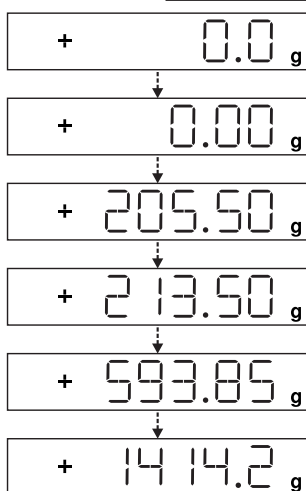 + 0.0 g
+ 0.00 g
+ 205.50 g
+ 213.50 g
+ 593.85 g
+ 1414.2 g